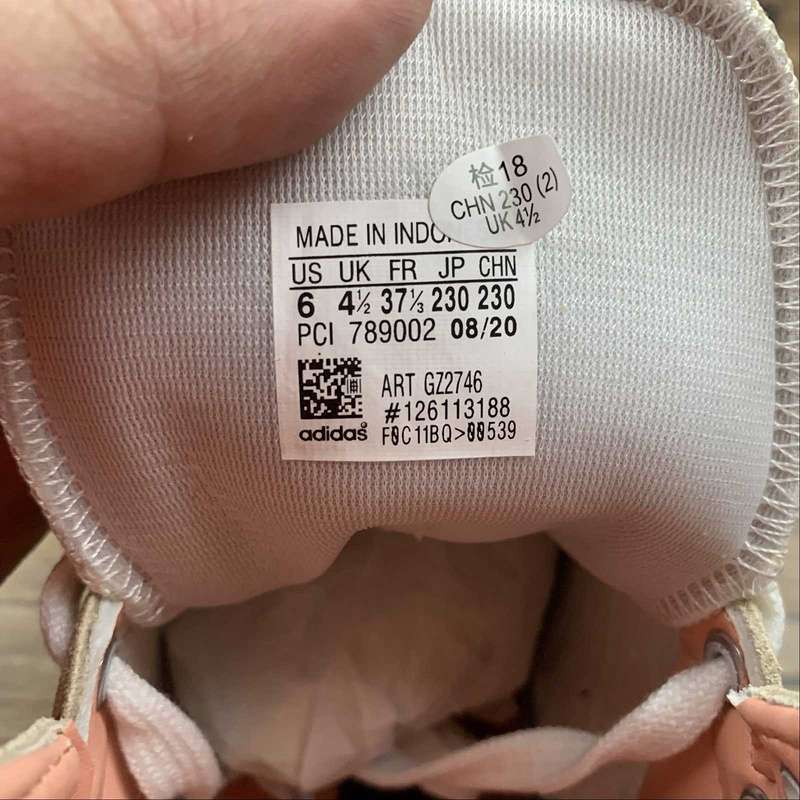 检18
CHN 230 (2)
UK 4½
MADE IN INDO
US UK FR JP CHN
6 4½ 37⅓ 230 230
PCI 789002 08/20
ART GZ2746
#126113188
adidas
F0C11BQ>00539